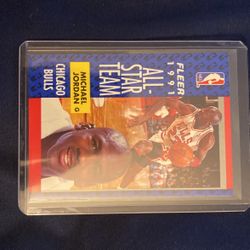 FLEER
1991
ALL-
STAR
TEAM
MICHAEL
JORDAN G
CHICAGO
BULLS